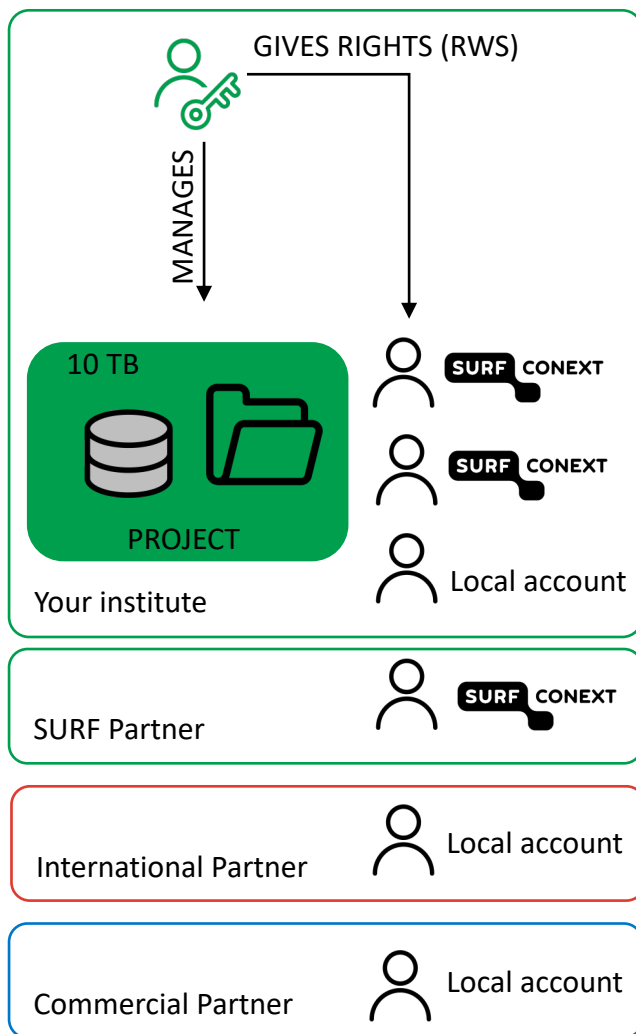 GIVES RIGHTS (RWS)
MANAGES
10 TB
PROJECT
SURF CONEXT
SURF CONEXT
Local account
Your institute
SURF CONEXT
SURF Partner
Local account
International Partner
Local account
Commercial Partner